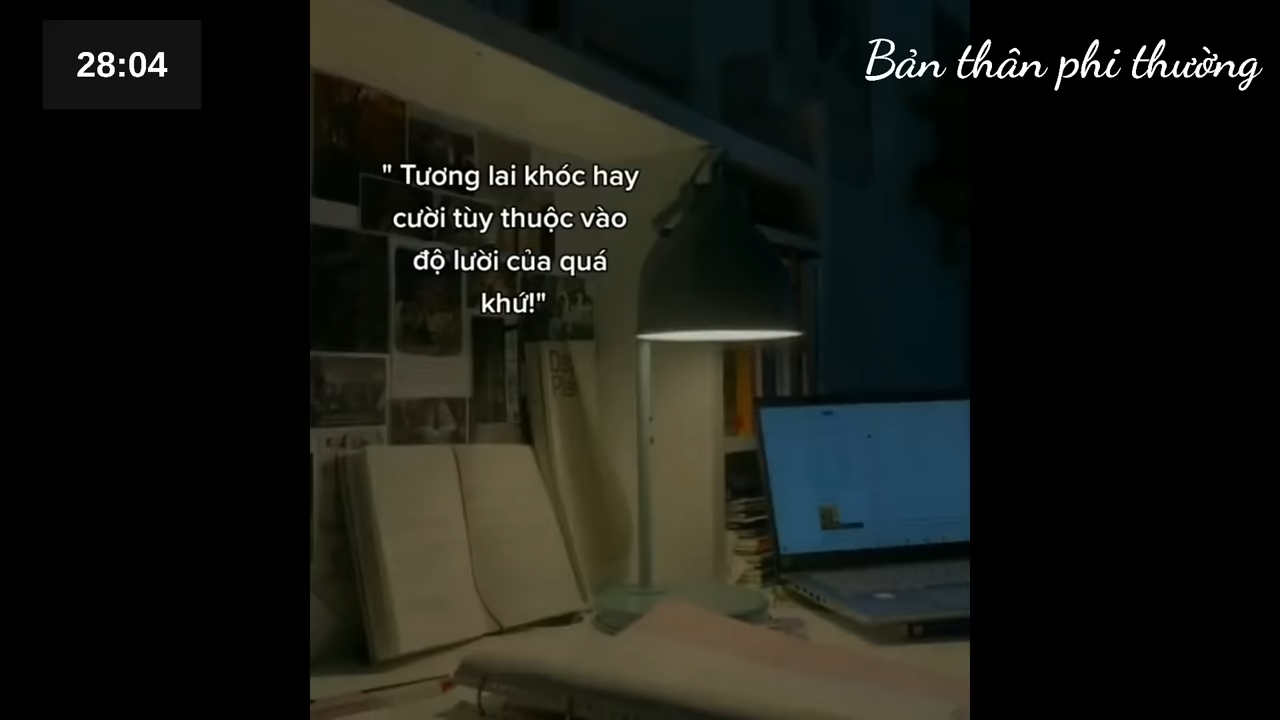 28:04
Bản thân phi thường
" Tương lai khóc hay
cười tùy thuộc vào
độ lười của quá
khứ!"